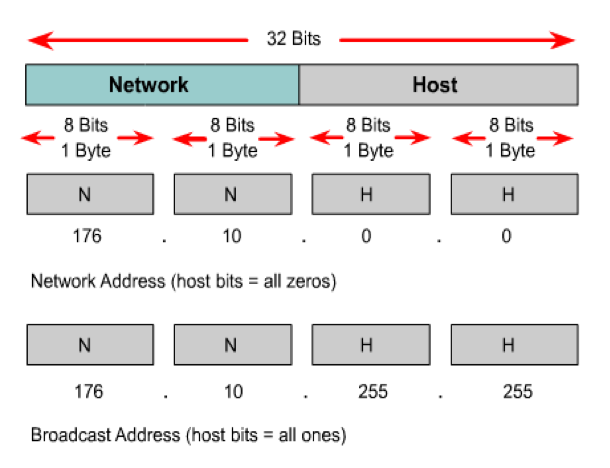 32 Bits
Network Host
8 Bits 8 Bits 8 Bits 8 Bits
1 Byte 1 Byte 1 Byte 1 Byte
N N H H
176 . 10 . 0 . 0
Network Address (host bits = all zeros)
N N H H
176 . 10 . 255 . 255
Broadcast Address (host bits = all ones)